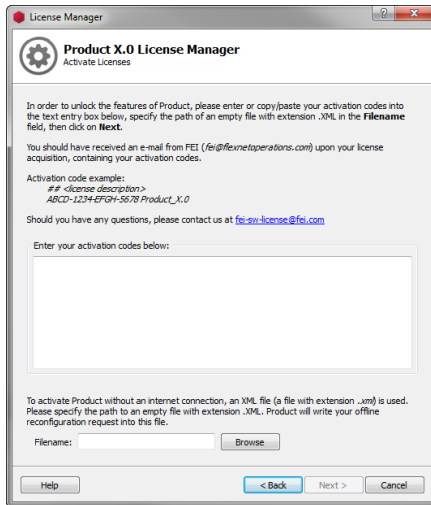 License Manager
Product X.0 License Manager
Activate Licenses
In order to unlock the features of Product, please enter or copy/paste your activation codes into
the text entry box below, specify the path of an empty file with extension .XML in the Filename
field, then click on Next.
You should have received an e-mail from FEI (fei@flexnetoperations.com) upon your license
acquisition, containing your activation codes.
Activation code example:
## <license description>
ABCD-1234-EFGH-5678 Product_X.0
Should you have any questions, please contact us at fei-sw-license@fei.com
Enter your activation codes below:
To activate Product without an internet connection, an XML file (a file with extension .xml) is used.
Please specify the path to an empty file with extension .XML. Product will write your offline
reconfiguration request into this file.
Filename: Browse
Help < Back Next > Cancel